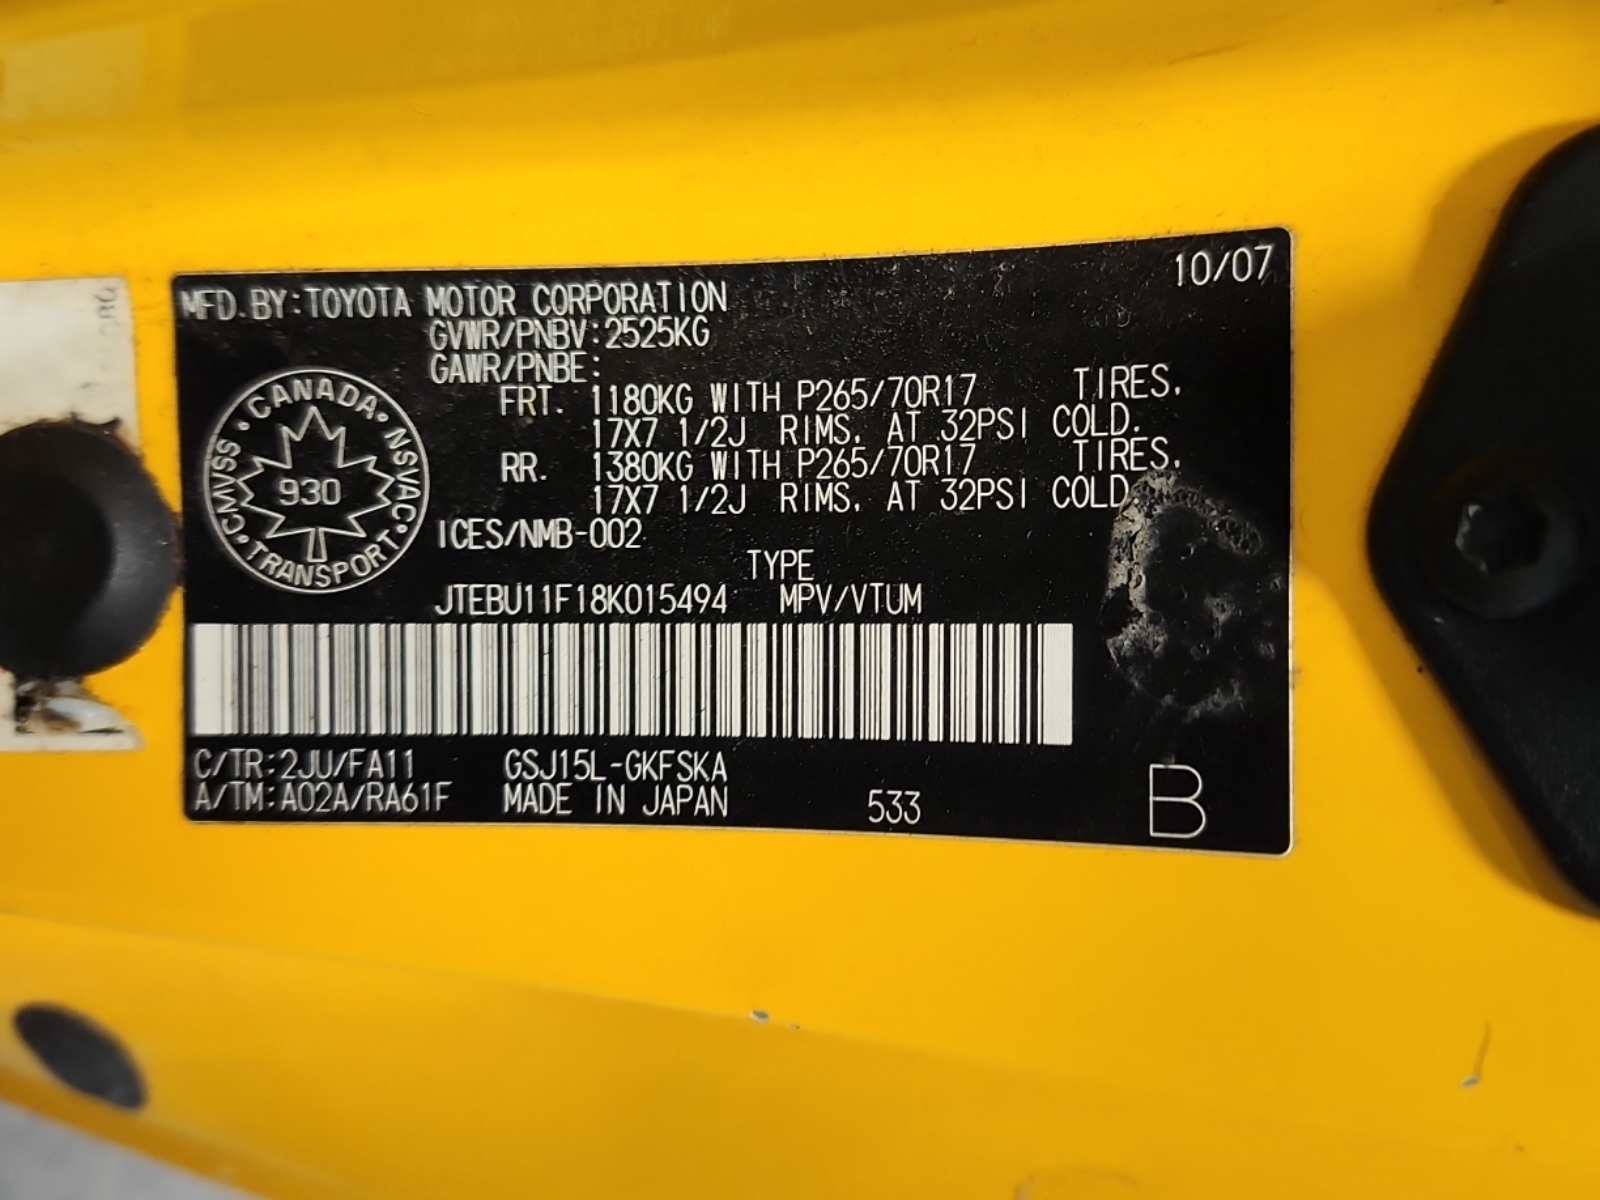 10/07
MFD. BY: TOYOTA MOTOR CORPORATION
GVWR/PNBV: 2525KG
GAWR/PNBE:
FRT. 1180KG WITH P265/70R17 TIRES.
17X7 1/2J RIMS. AT 32PSI COLD.
RR. 1380KG WITH P265/70R17 TIRES.
17X7 1/2J RIMS. AT 32PSI COLD.
CANADA · NSVAC · TRANSPORT · CMVSS ·
930
ICES/NMB-002
TYPE
JTEBU11F18K015494 MPV/VTUM
C/TR: 2JU/FA11 GSJ15L-GKFSKA
A/TM: A02A/RA61F MADE IN JAPAN 533 B